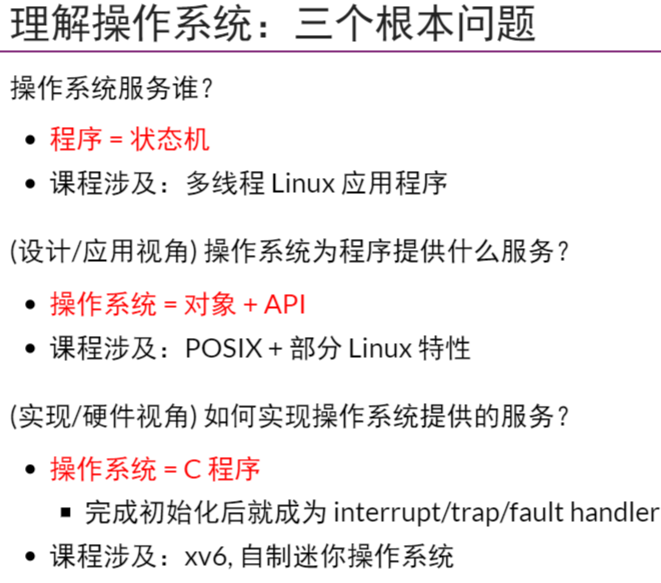 理解操作系统：三个根本问题
操作系统服务谁？
• 程序 = 状态机
• 课程涉及：多线程 Linux 应用程序
(设计/应用视角) 操作系统为程序提供什么服务？
• 操作系统 = 对象 + API
• 课程涉及：POSIX + 部分 Linux 特性
(实现/硬件视角) 如何实现操作系统提供的服务？
• 操作系统 = C 程序
▪ 完成初始化后就成为 interrupt/trap/fault handler
• 课程涉及：xv6, 自制迷你操作系统